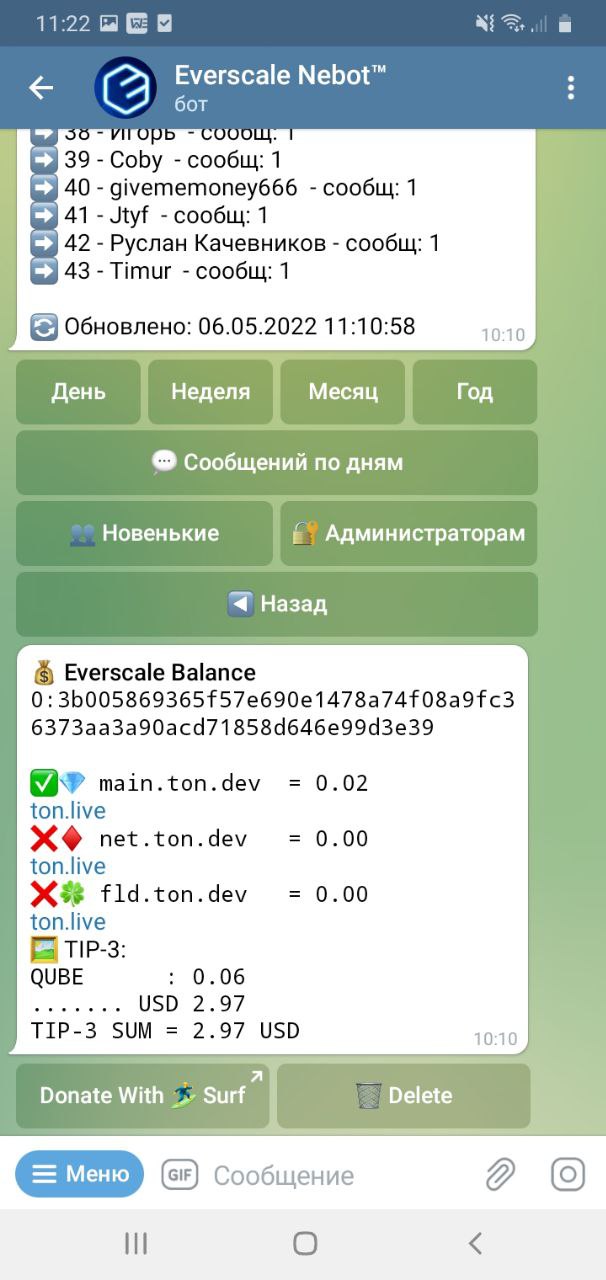 11:22
Everscale Nebot™
бот
38 - Игорь - сообщ: 1
39 - Coby - сообщ: 1
40 - givememoney666 - сообщ: 1
41 - Jtyf - сообщ: 1
42 - Руслан Качевников - сообщ: 1
43 - Timur - сообщ: 1
Обновлено: 06.05.2022 11:10:58
10:10
День Неделя Месяц Год
Сообщений по дням
Новенькие Администраторам
Назад
Everscale Balance
0:3b005869365f57e690e1478a74f08a9fc3
6373aa3a90acd71858d646e99d3e39
main.ton.dev = 0.02
ton.live
net.ton.dev = 0.00
ton.live
fld.ton.dev = 0.00
ton.live
TIP-3:
QUBE : 0.06
....... USD 2.97
TIP-3 SUM = 2.97 USD
10:10
Donate With Surf Delete
Меню GIF Сообщение